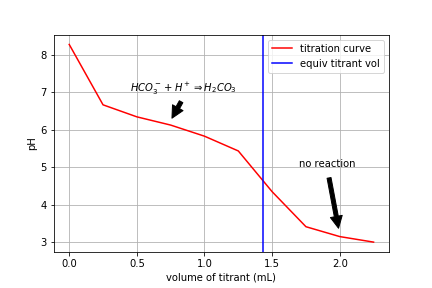 titration curve
equiv titrant vol
HCO₃⁻ + H⁺ ⇒ H₂CO₃
no reaction
pH
8
7
6
5
4
3
0.0 0.5 1.0 1.5 2.0
volume of titrant (mL)